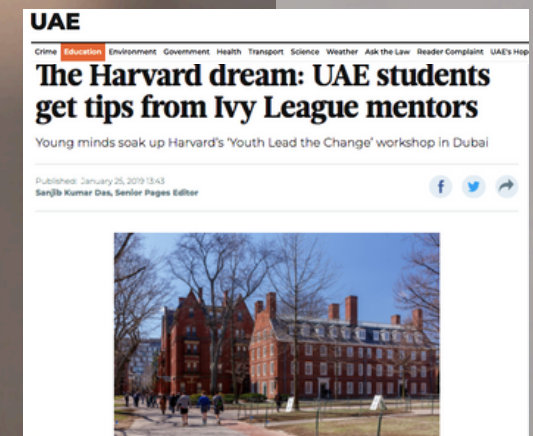 UAE
Crime Education Environment Government Health Transport Science Weather Ask the Law Reader Complaint UAE's Hop
The Harvard dream: UAE students
get tips from Ivy League mentors
Young minds soak up Harvard's 'Youth Lead the Change' workshop in Dubai
Published: January 25, 2019 13:43
Sanjib Kumar Das, Senior Pages Editor